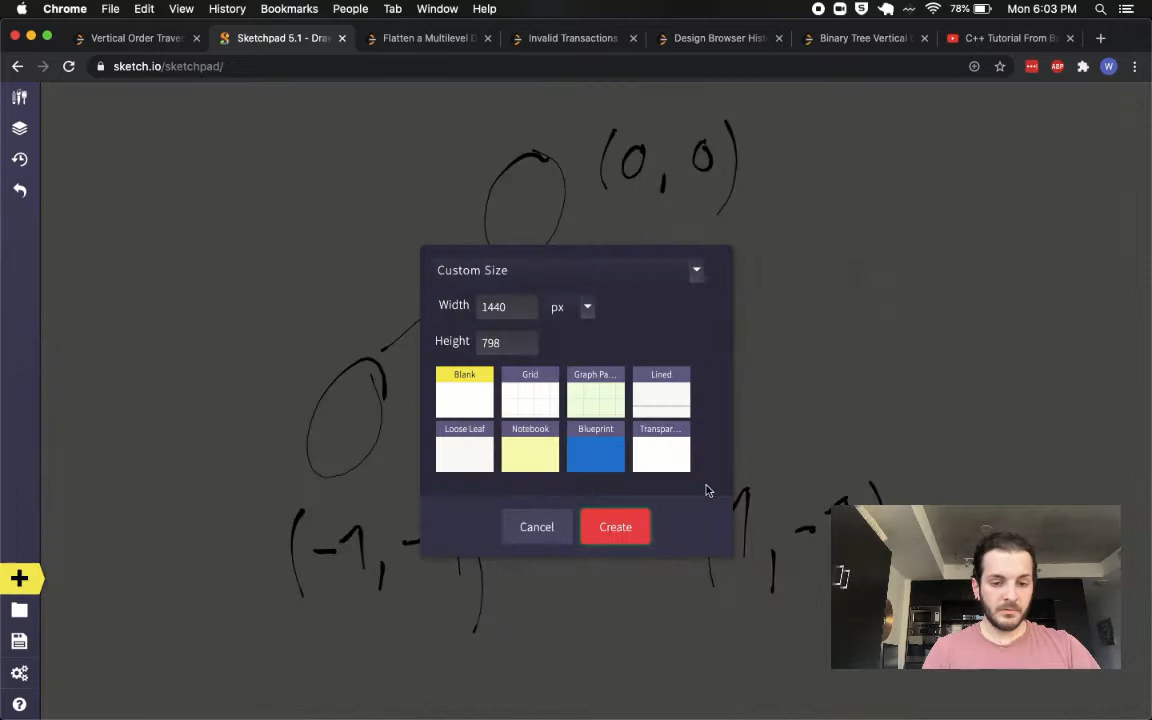 Chrome File Edit View History Bookmarks People Tab Window Help 78% Mon 6:03 PM
Vertical Order Traver Sketchpad 5.1 - Dra Flatten a Multilevel D Invalid Transactions Design Browser Hist Binary Tree Vertical C++ Tutorial From B
sketch.io/sketchpad/ ABP W
(0, 0)
Custom Size
Width 1440 px
Height 798
Blank Grid Graph Pa... Lined
Loose Leaf Notebook Blueprint Transpar...
Cancel Create
(-1, -